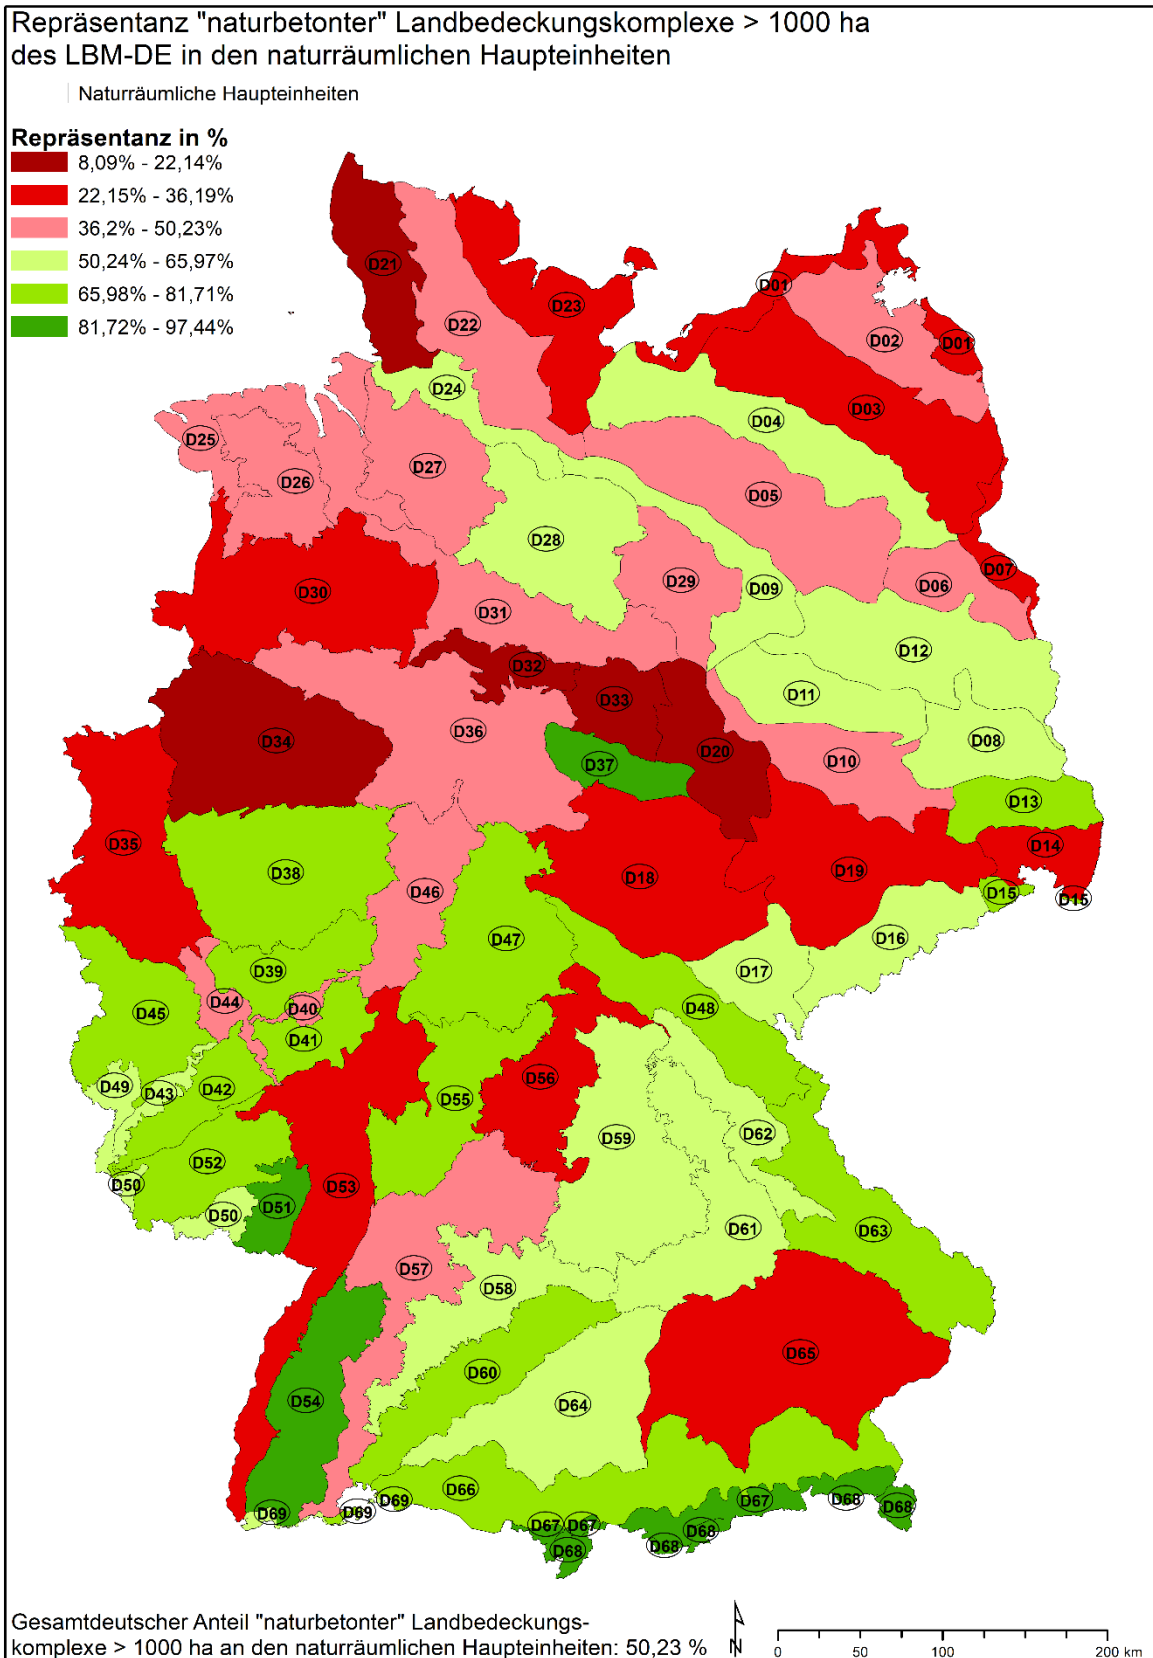 Repräsentanz "naturbetonter" Landbedeckungskomplexe > 1000 ha
des LBM-DE in den naturräumlichen Haupteinheiten
Naturräumliche Haupteinheiten
Repräsentanz in %
8,09% - 22,14%
22,15% - 36,19%
36,2% - 50,23%
50,24% - 65,97%
65,98% - 81,71%
81,72% - 97,44%
D21
D01
D23
D22
D02
D01
D24
D03
D04
D25
D27
D26
D05
D28
D07
D29
D06
D09
D30
D31
D12
D32
D11
D33
D36
D34
D08
D20
D10
D37
D13
D35
D14
D38
D18
D19
D46
D15
D15
D47
D16
D39
D17
D44
D40
D48
D45
D41
D56
D49
D43
D42
D55
D62
D59
D52
D50
D53
D51
D50
D61
D63
D57
D58
D65
D60
D54
D64
D66
D69
D67
D68
D68
D69
D69
D67
D67
D68
D68
D68
Gesamtdeutscher Anteil "naturbetonter" Landbedeckungs-
komplexe > 1000 ha an den naturräumlichen Haupteinheiten: 50,23 %
N
0 50 100 200 km